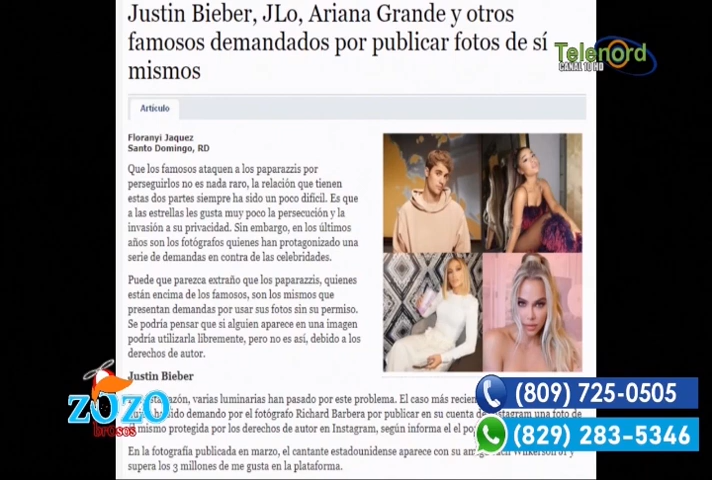 Justin Bieber, JLo, Ariana Grande y otros
famosos demandados por publicar fotos de sí
mismos
Telenord
CANAL 10 HD
Artículo
Floranyi Jaquez
Santo Domingo, RD
Que los famosos ataquen a los paparazzis por
perseguirlos no es nada raro, la relación que tienen
estas dos partes siempre ha sido un poco difícil. Es que
a las estrellas les gusta muy poco la persecución y la
invasión a su privacidad. Sin embargo, en los últimos
años son los fotógrafos quienes han protagonizado una
serie de demandas en contra de las celebridades.
Puede que parezca extraño que los paparazzis, quienes
están encima de los famosos, son los mismos que
presentan demandas por usar sus fotos sin su permiso.
Se podría pensar que si alguien aparece en una imagen
podría utilizarla libremente, pero no es así, debido a los
derechos de autor.
Justin Bieber
razón, varias luminarias han pasado por este problema. El caso más recien
ido demando por el fotógrafo Richard Barbera por publicar en su cuenta de Instagram una foto de
mismo protegida por los derechos de autor en Instagram, según informa el
En la fotografía publicada en marzo, el cantante estadounidense aparece con su
supera los 3 millones de me gusta en la plataforma.
ZOZO
brosos
(809) 725-0505
(829) 283-5346